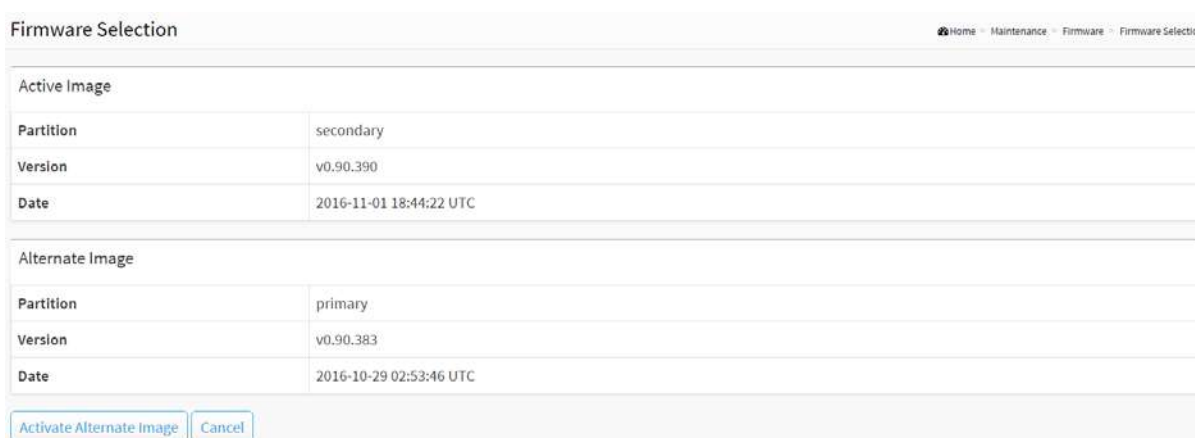 Firmware Selection
Home Maintenance Firmware Firmware Selectio
Active Image
Partition secondary
Version v0.90.390
Date 2016-11-01 18:44:22 UTC
Alternate Image
Partition primary
Version v0.90.383
Date 2016-10-29 02:53:46 UTC
Activate Alternate Image Cancel